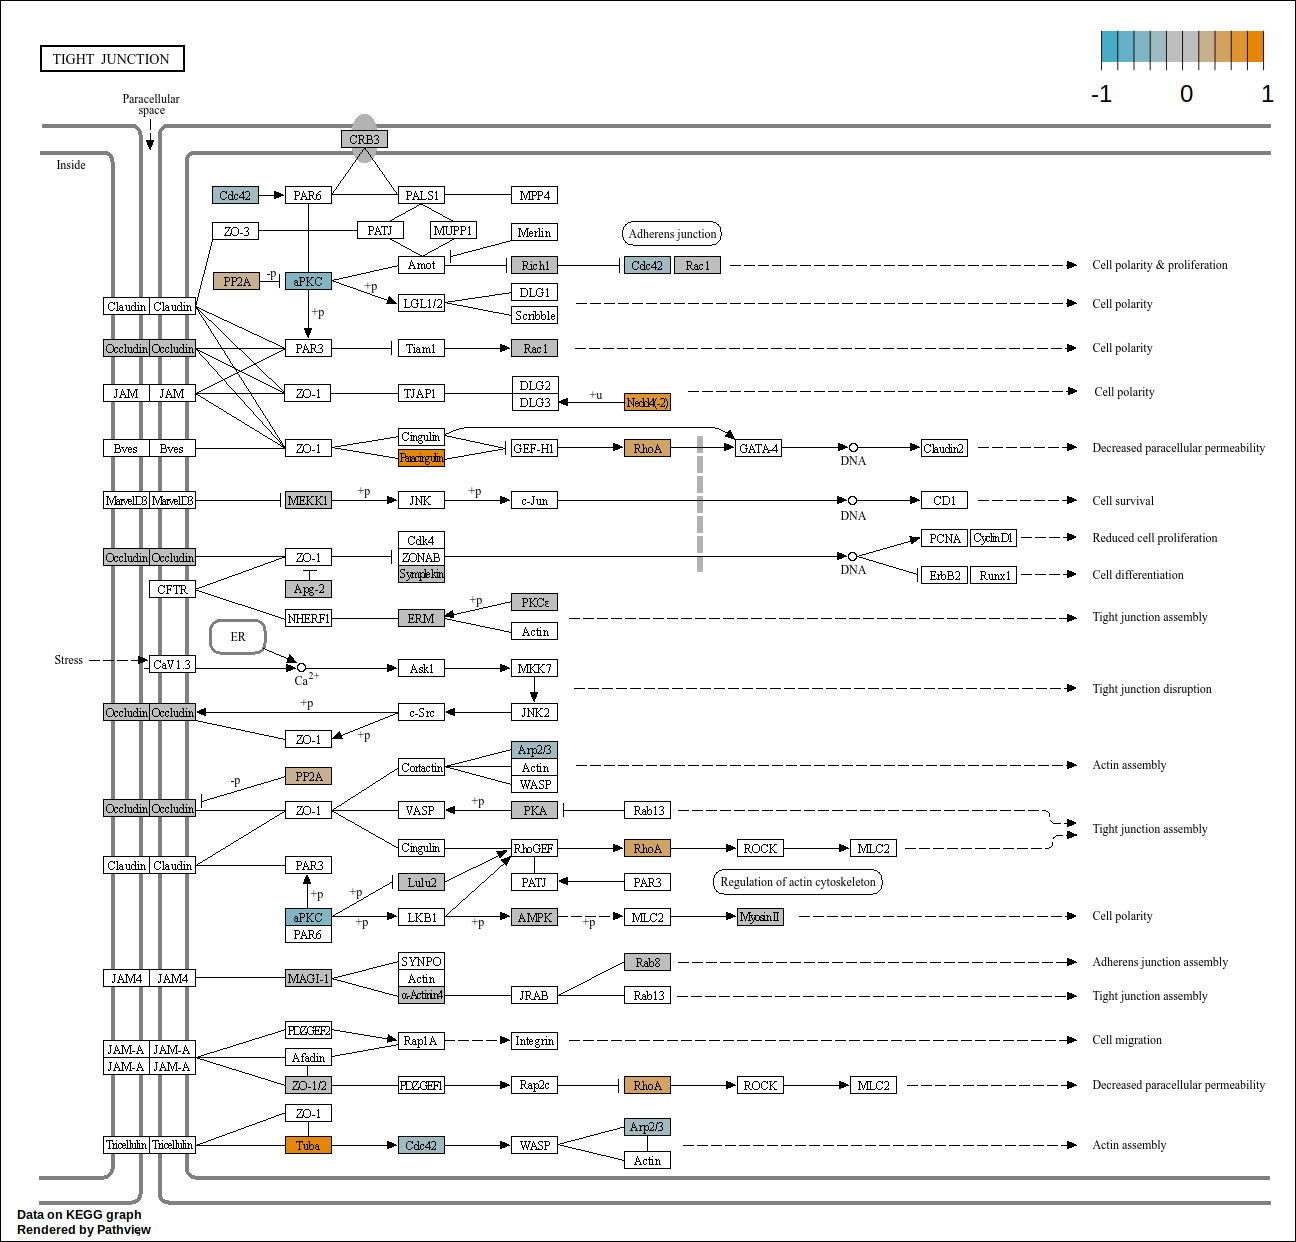 TIGHT JUNCTION
-1 0 1
Paracellular
space
Inside
CRB3
Cdc42 PAR6 PALS1 MPP4
ZO-3 PATJ MUPP1 Merlin Adherens junction
PP2A -p aPKC Amot Rich1 Cdc42 Rac1 Cell polarity & proliferation
+p
Claudin Claudin +p LGL1/2 DLG1 Cell polarity
Scribble
Occludin Occludin PAR3 Tiam1 Rac1 Cell polarity
JAM JAM ZO-1 TJAP1 DLG2 +u Cell polarity
DLG3 Nedd4(-2)
Bves Bves ZO-1 Cingulin GEF-H1 RhoA GATA-4 Claudin2 Decreased paracellular permeability
Paracingulin DNA
MarvelD3 MarvelD3 MEKK1 +p JNK +p c-Jun CD1 Cell survival
DNA
Cdk4 PCNA CyclinD1 Reduced cell proliferation
Occludin Occludin ZO-1 ZONAB
DNA
Symplekin ErbB2 Runx1 Cell differentiation
CFTR Apg-2
+p PKCε
NHERF1 ERM Tight junction assembly
Actin
ER
Stress CaV1.3 Ask1 MKK7
Ca2+
Tight junction disruption
+p
Occludin Occludin c-Src JNK2
ZO-1 +p
Arp2/3
Cortactin Actin Actin assembly
-p PP2A WASP
Occludin Occludin ZO-1 VASP +p PKA Rab13
Tight junction assembly
Cingulin RhoGEF RhoA ROCK MLC2
Claudin Claudin PAR3
+p +p Lulu2 PATJ PAR3 Regulation of actin cytoskeleton
aPKC +p LKB1 +p AMPK +p MLC2 MyosinII Cell polarity
PAR6
SYNPO Rab8 Adherens junction assembly
JAM4 JAM4 MAGI-1 Actin
α-Actinin4 JRAB Rab13 Tight junction assembly
PDZGEF2
JAM-A JAM-A Rap1A Integrin Cell migration
JAM-A JAM-A Afadin
ZO-1/2 PDZGEF1 Rap2c RhoA ROCK MLC2 Decreased paracellular permeability
ZO-1 Arp2/3
Tricellulin Tricellulin Tuba Cdc42 WASP Actin assembly
Actin
Data on KEGG graph
Rendered by Pathview